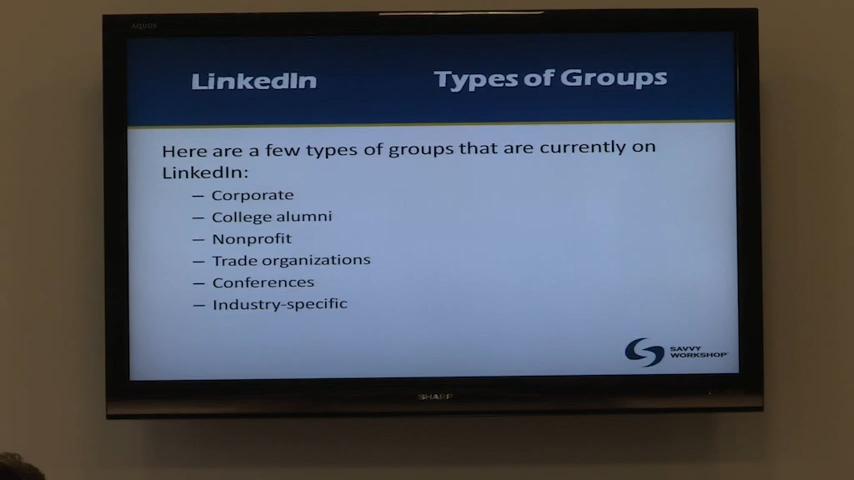 AQUOS
LinkedIn Types of Groups
Here are a few types of groups that are currently on
LinkedIn:
– Corporate
– College alumni
– Nonprofit
– Trade organizations
– Conferences
– Industry-specific
SAVVY
WORKSHOP
SHARP